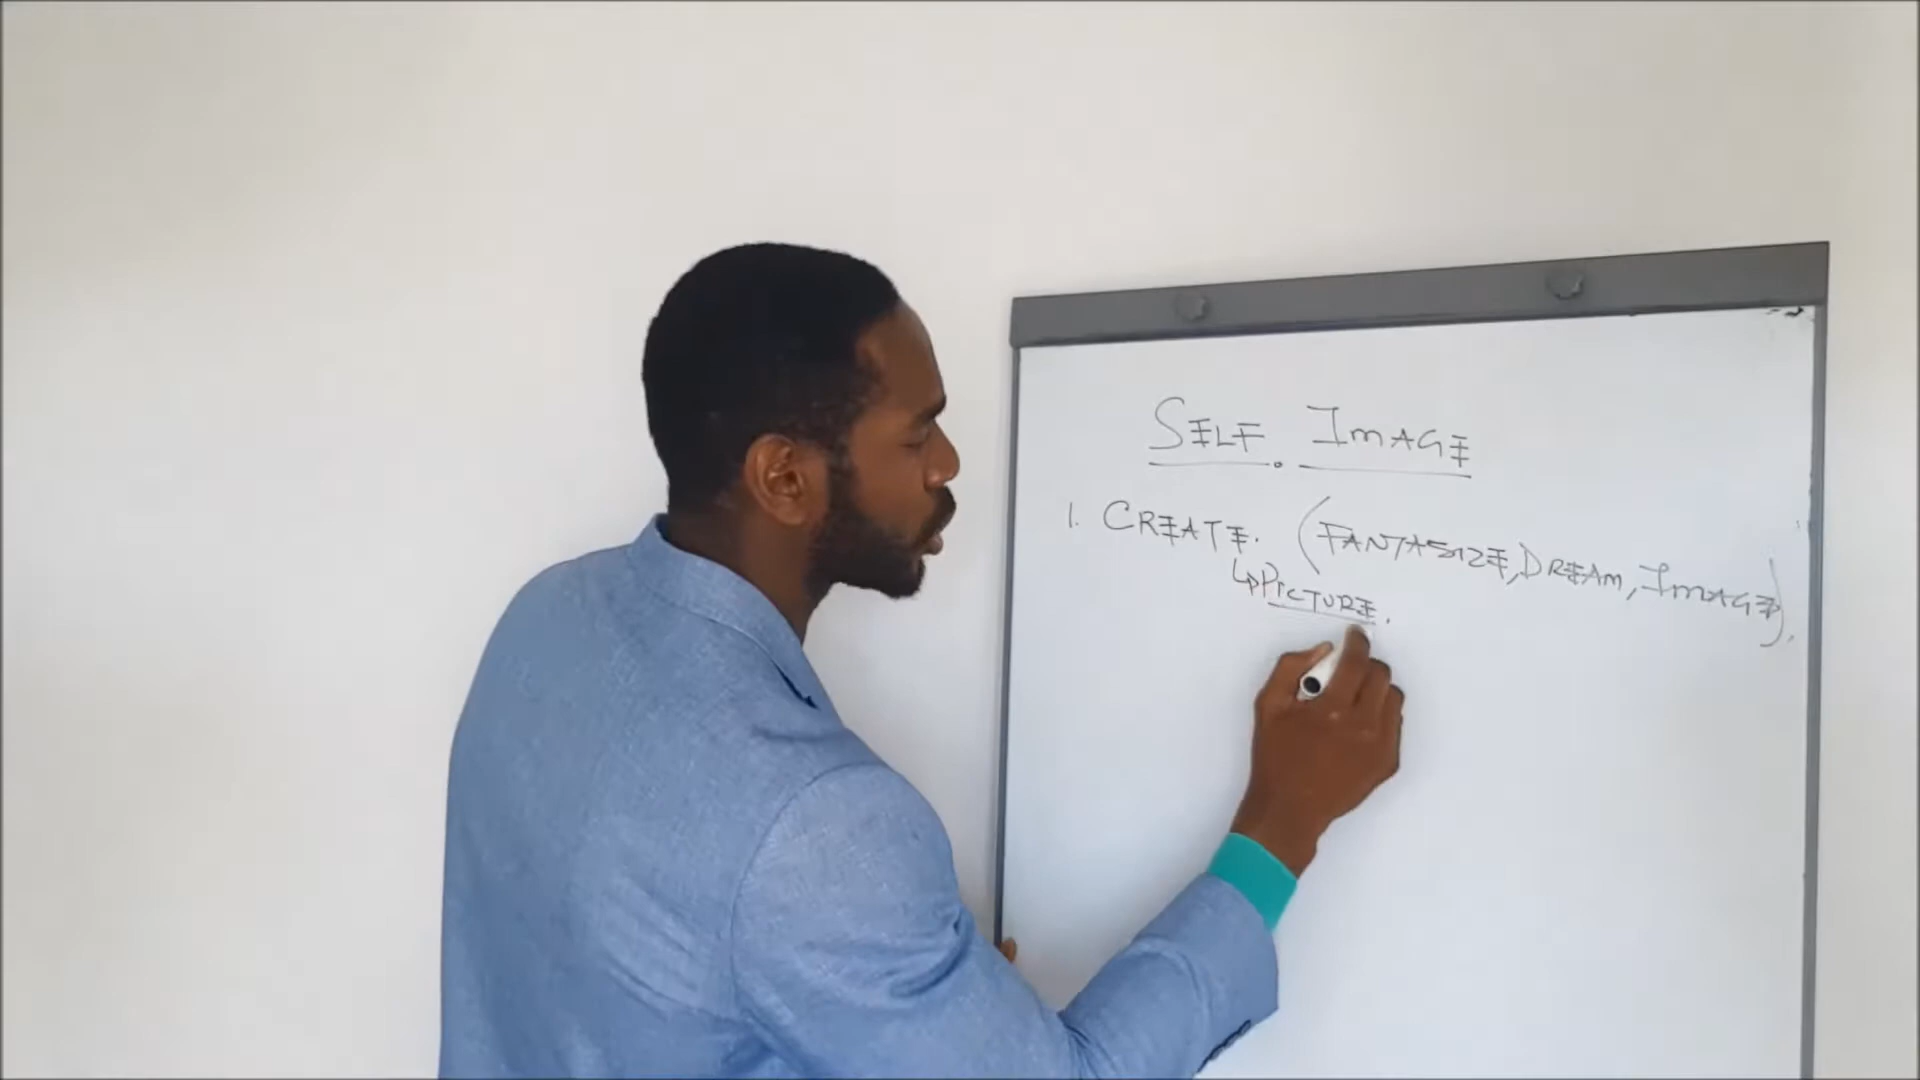 SELF IMAGE
1. CREATE. (FANTASIZE, DREAM, IMAGE).
↳PICTURE.